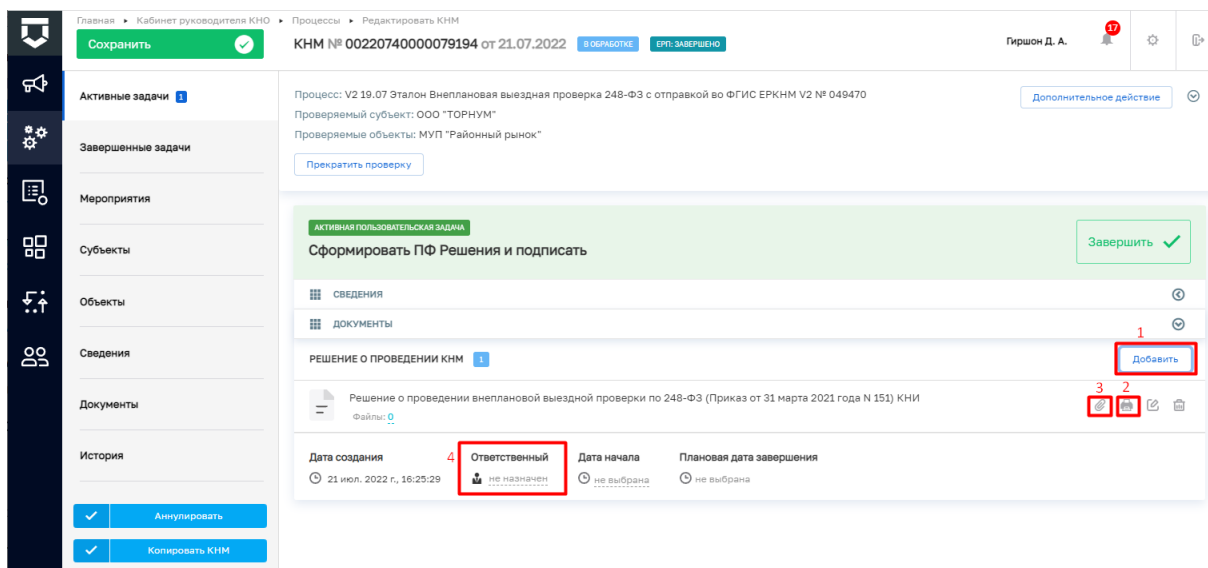 Главная ▸ Кабинет руководителя КНО ▸ Процессы ▸ Редактировать КНМ
Сохранить
КНМ № 00220740000079194 от 21.07.2022 В ОБРАБОТКЕ ЕРП: ЗАВЕРШЕНО
Гиршон Д. А.
17
Активные задачи 1
Завершенные задачи
Мероприятия
Субъекты
Объекты
Сведения
Документы
История
Аннулировать
Копировать КНМ
Процесс: V2 19.07 Эталон Внеплановая выездная проверка 248-ФЗ с отправкой во ФГИС ЕРКНМ V2 № 049470
Дополнительное действие
Проверяемый субъект: ООО "ТОРНУМ"
Проверяемые объекты: МУП "Районный рынок"
Прекратить проверку
АКТИВНАЯ ПОЛЬЗОВАТЕЛЬСКАЯ ЗАДАЧА
Сформировать ПФ Решения и подписать
Завершить
СВЕДЕНИЯ
ДОКУМЕНТЫ
1
РЕШЕНИЕ О ПРОВЕДЕНИИ КНМ 1
Добавить
3 2
Решение о проведении внеплановой выездной проверки по 248-ФЗ (Приказ от 31 марта 2021 года N 151) КНИ
Файлы: 0
Дата создания 4 Ответственный Дата начала Плановая дата завершения
21 июл. 2022 г., 16:25:29 не назначен не выбрана не выбрана